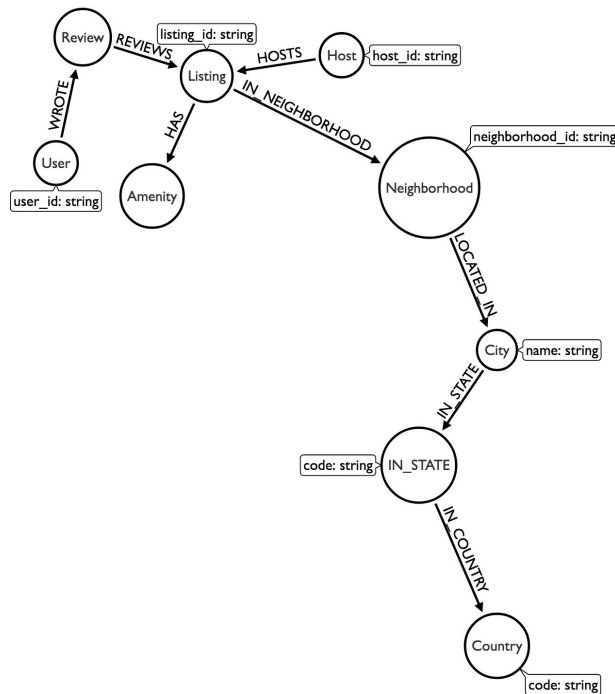 listing_id: string
Review
REVIEWS
HOSTS
Host
host_id: string
Listing
WROTE
HAS
IN_NEIGHBORHOOD
neighborhood_id: string
User
user_id: string
Amenity
Neighborhood
LOCATED_IN
City
name: string
IN_STATE
code: string
IN_STATE
IN_COUNTRY
Country
code: string